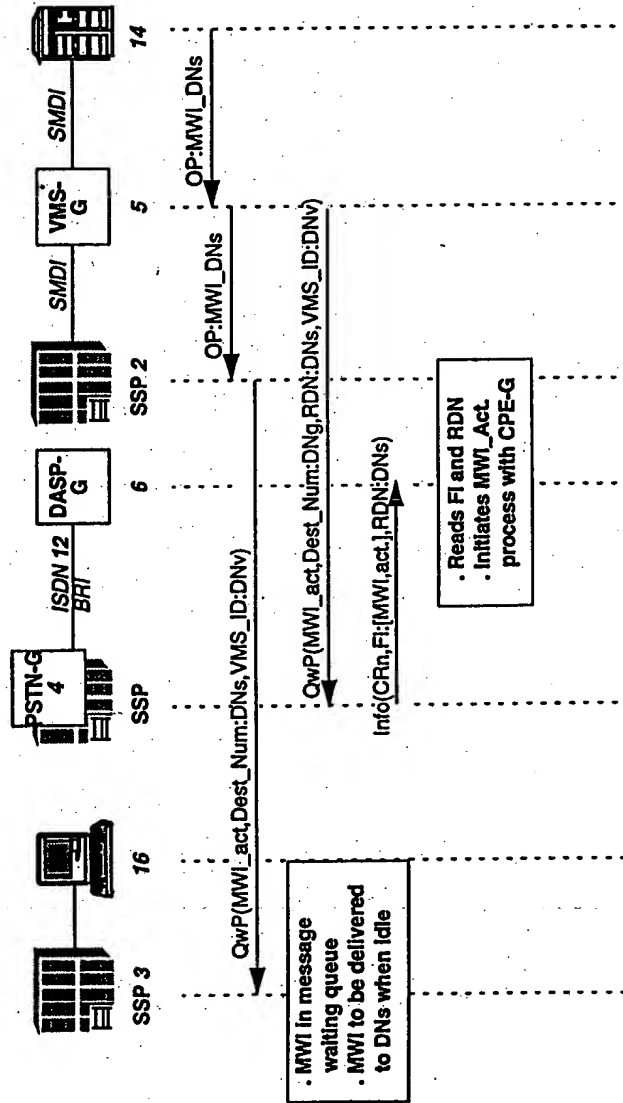 SMDI
SMDI
ISDN 12
BRI
VMS-
G
DASP-
G
PSTN-G
4
SSP 3
16
SSP
6
SSP 2
5
14
OP:MWI_DNs
OP:MWI_DNs
QwP(MWI_act,Dest_Num:DNs,VMS_ID:DNv)
QwP(MWI_act,Dest_Num:DNg,RDN:DNs,VMS_ID:DNv)
Info(CRn,FI:[MWI,act.],RDN:DNs)
. MWI in message
waiting queue
. MWI to be delivered
to DNs when idle
. Reads FI and RDN
. Initiates MWI_Act.
process with CPE-G